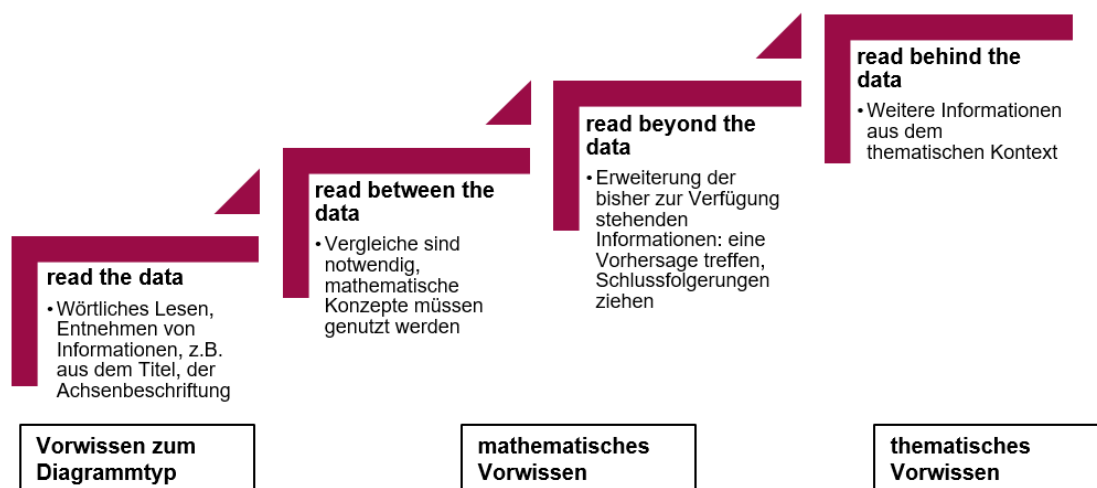 read the data
• Wörtliches Lesen,
Entnehmen von
Informationen, z.B.
aus dem Titel, der
Achsenbeschriftung
read between the
data
• Vergleiche sind
notwendig,
mathematische
Konzepte müssen
genutzt werden
read beyond the
data
• Erweiterung der
bisher zur Verfügung
stehenden
Informationen: eine
Vorhersage treffen,
Schlussfolgerungen
ziehen
read behind the
data
• Weitere Informationen
aus dem
thematischen Kontext
Vorwissen zum
Diagrammtyp
mathematisches
Vorwissen
thematisches
Vorwissen